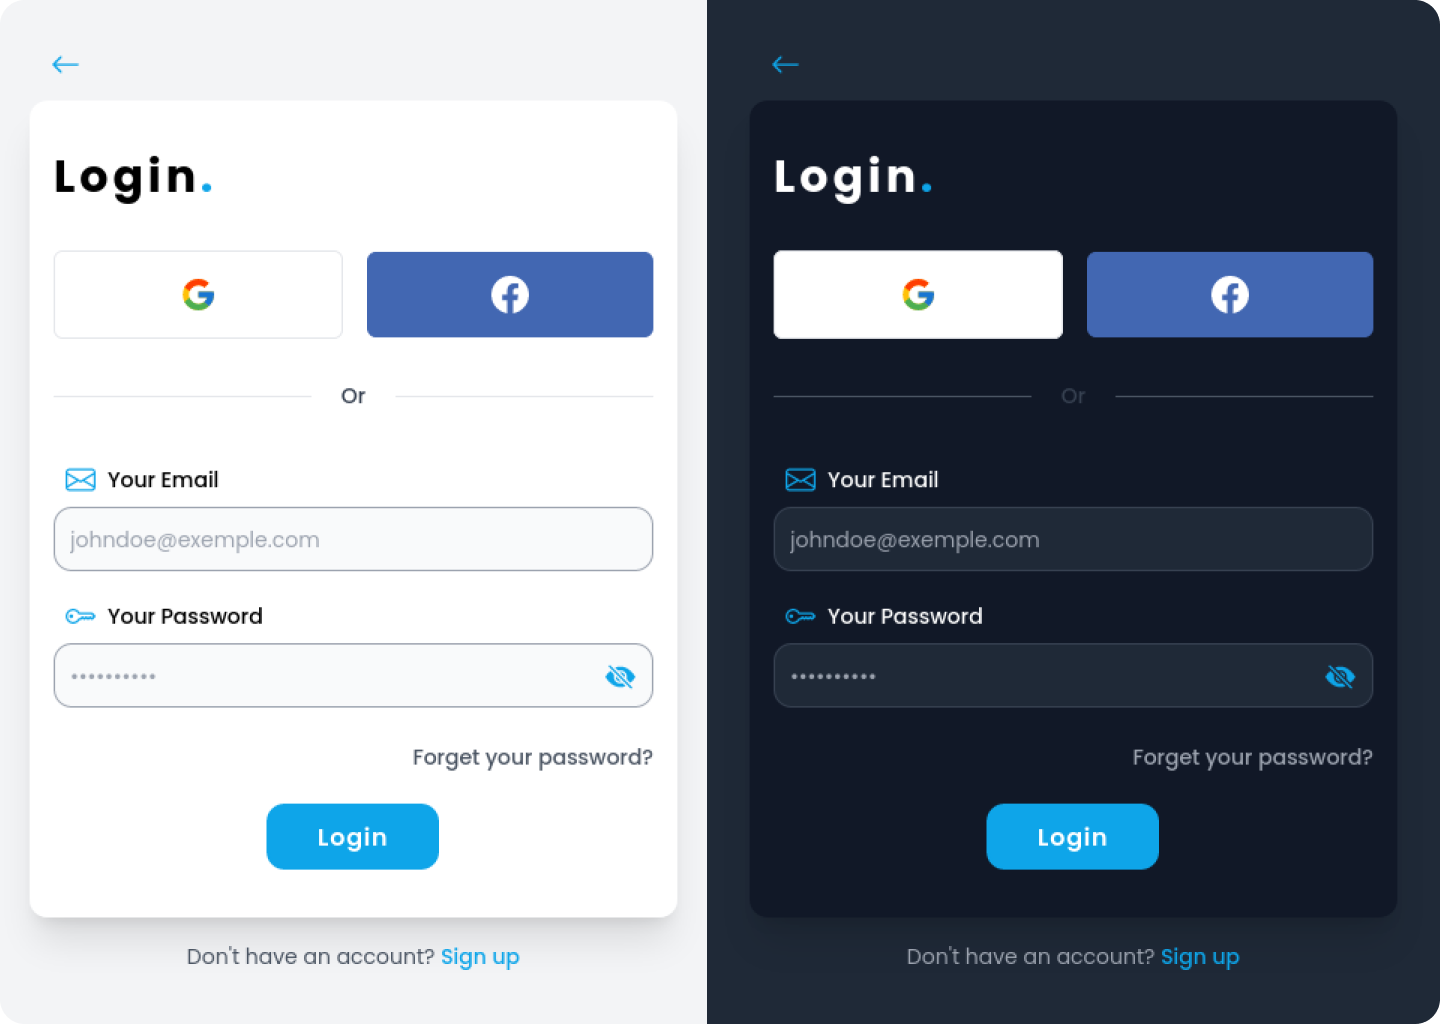 Login.
Or
Your Email
johndoe@exemple.com
Your Password
••••••••••
Forget your password?
Login
Don't have an account? Sign up
Login.
Or
Your Email
johndoe@exemple.com
Your Password
••••••••••
Forget your password?
Login
Don't have an account? Sign up